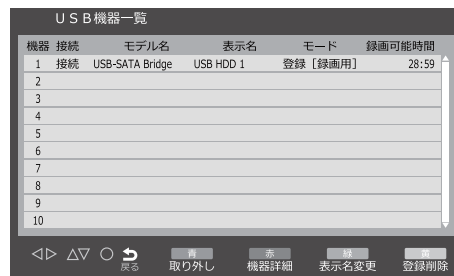 USB機器一覧
機器 接続 モデル名 表示名 モード 録画可能時間
1 接続 USB-SATA Bridge USB HDD 1 登録［録画用］ 28:59
2
3
4
5
6
7
8
9
10
戻る 青 取り外し 赤 機器詳細 緑 表示名変更 黄 登録削除